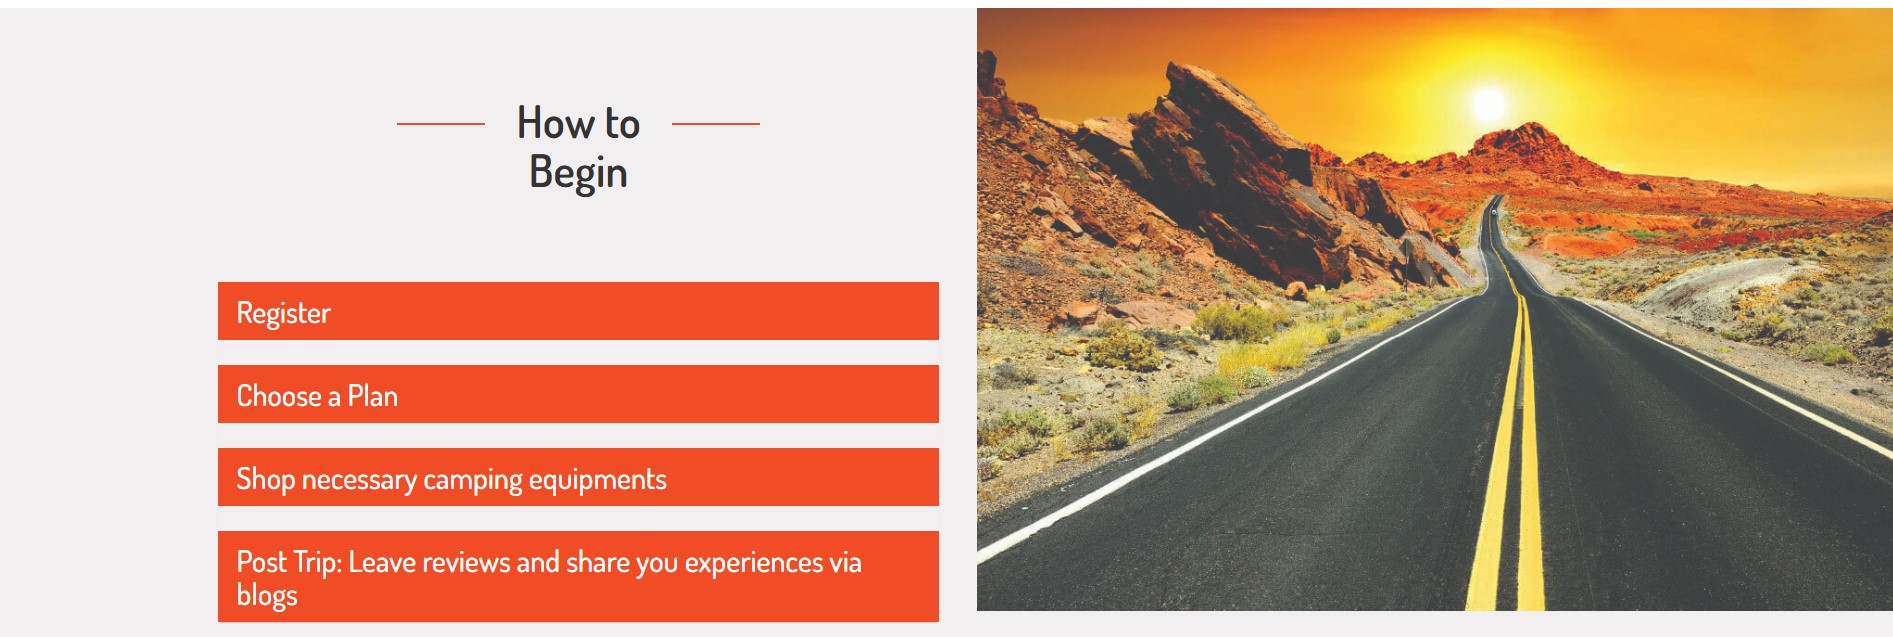 How to
Begin
Register
Choose a Plan
Shop necessary camping equipments
Post Trip: Leave reviews and share you experiences via
blogs